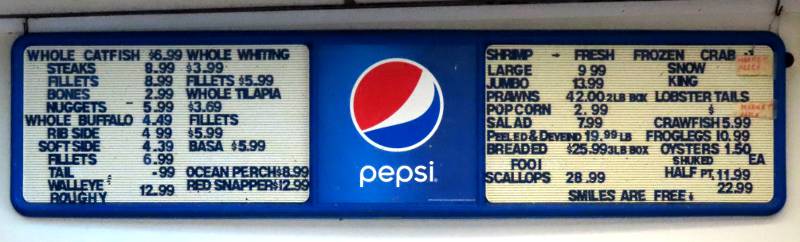 WHOLE CATFISH $6.99 WHOLE WHITING
STEAKS 8.99 $3.99
FILLETS 8.99 FILLETS $5.99
BONES 2.99 WHOLE TILAPIA
NUGGETS - 5.99 $3.69
WHOLE BUFFALO 4.49 FILLETS
RIB SIDE 4 99 $5.99
SOFT SIDE 4.39 BASA $5.99
FILLETS 6.99
TAIL -99 OCEAN PERCH $8.99
WALLEYE $ 12.99 RED SNAPPER $12.99
ROUGHY
pepsi
SHRIMP - FRESH FROZEN CRAB
LARGE 9 99 SNOW
JUMBO 13.99 KING
PRAWNS 42.00 2LB BOX LOBSTER TAILS
POPCORN 2.99 $
SALAD 7.99 CRAWFISH 5.99
PEELED & DEVEIND 19.99 LB FROGLEGS 10.99
BREADED $25.99 3LB BOX OYSTERS 1.50
FOOI SHUKED EA
SCALLOPS 28.99 HALF PT. 11.99
22.99
SMILES ARE FREE